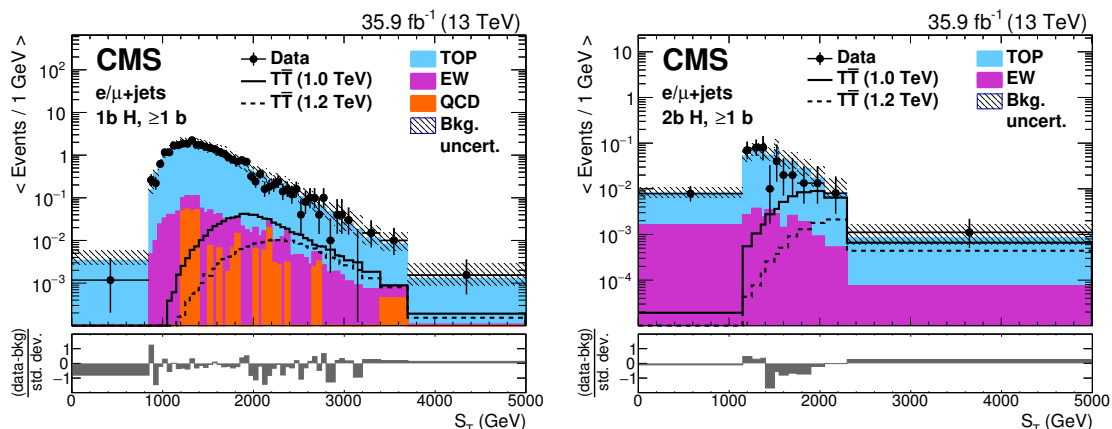 35.9 fb⁻¹ (13 TeV)
CMS
e/μ+jets
1b H, ≥1 b
Data
TT̅ (1.0 TeV)
TT̅ (1.2 TeV)
TOP
EW
QCD
Bkg.
uncert.
< Events / 1 GeV >
10²
10
1
10⁻¹
10⁻²
10⁻³
(data-bkg)
std. dev.
1
0
−1
0 1000 2000 3000 4000 5000
S_T (GeV)
35.9 fb⁻¹ (13 TeV)
CMS
e/μ+jets
2b H, ≥1 b
Data
TT̅ (1.0 TeV)
TT̅ (1.2 TeV)
TOP
EW
Bkg.
uncert.
< Events / 1 GeV >
10
1
10⁻¹
10⁻²
10⁻³
10⁻⁴
(data-bkg)
std. dev.
1
0
−1
0 1000 2000 3000 4000 5000
S_T (GeV)